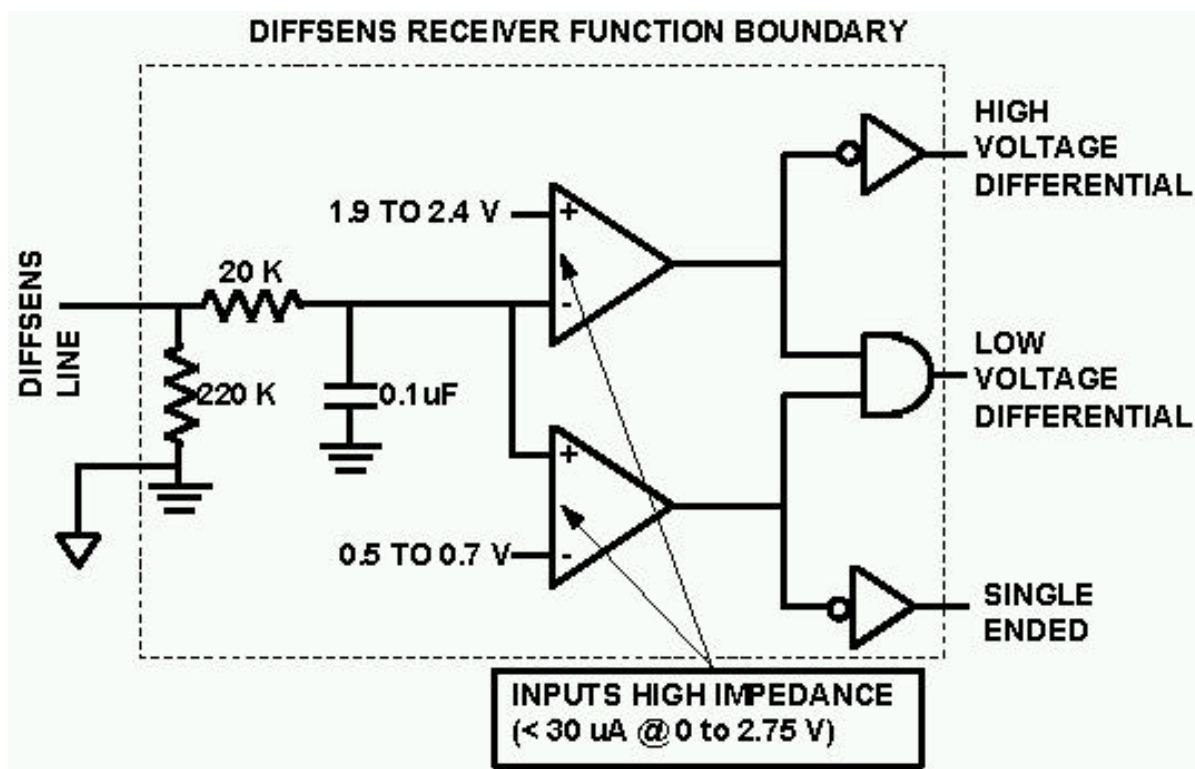 DIFFSENS RECEIVER FUNCTION BOUNDARY
HIGH
VOLTAGE
DIFFERENTIAL
1.9 TO 2.4 V
+
-
DIFFSENS
LINE
20 K
220 K
0.1uF
LOW
VOLTAGE
DIFFERENTIAL
+
0.5 TO 0.7 V
-
SINGLE
ENDED
INPUTS HIGH IMPEDANCE
(< 30 uA @ 0 to 2.75 V)